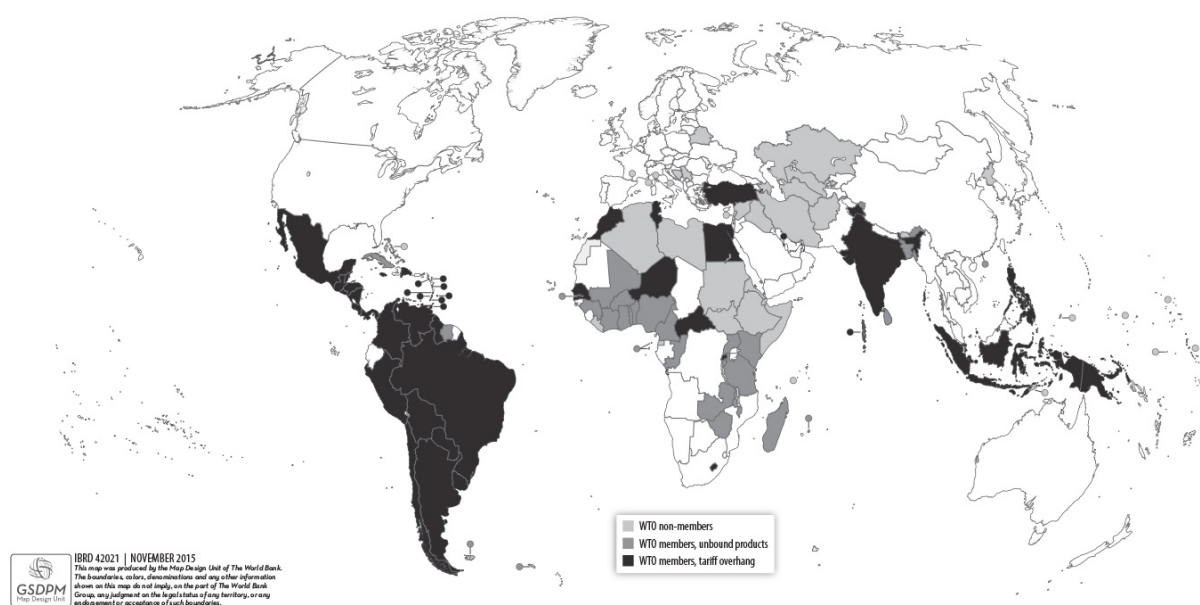 WTO non-members
WTO members, unbound products
WTO members, tariff overhang
GSDPM
Map Design Unit
IBRD 42021 | NOVEMBER 2015
This map was produced by the Map Design Unit of The World Bank.
The boundaries, colors, denominations and any other information
shown on this map do not imply, on the part of The World Bank
Group, any judgment on the legal status of any territory, or any
endorsement or acceptance of such boundaries.